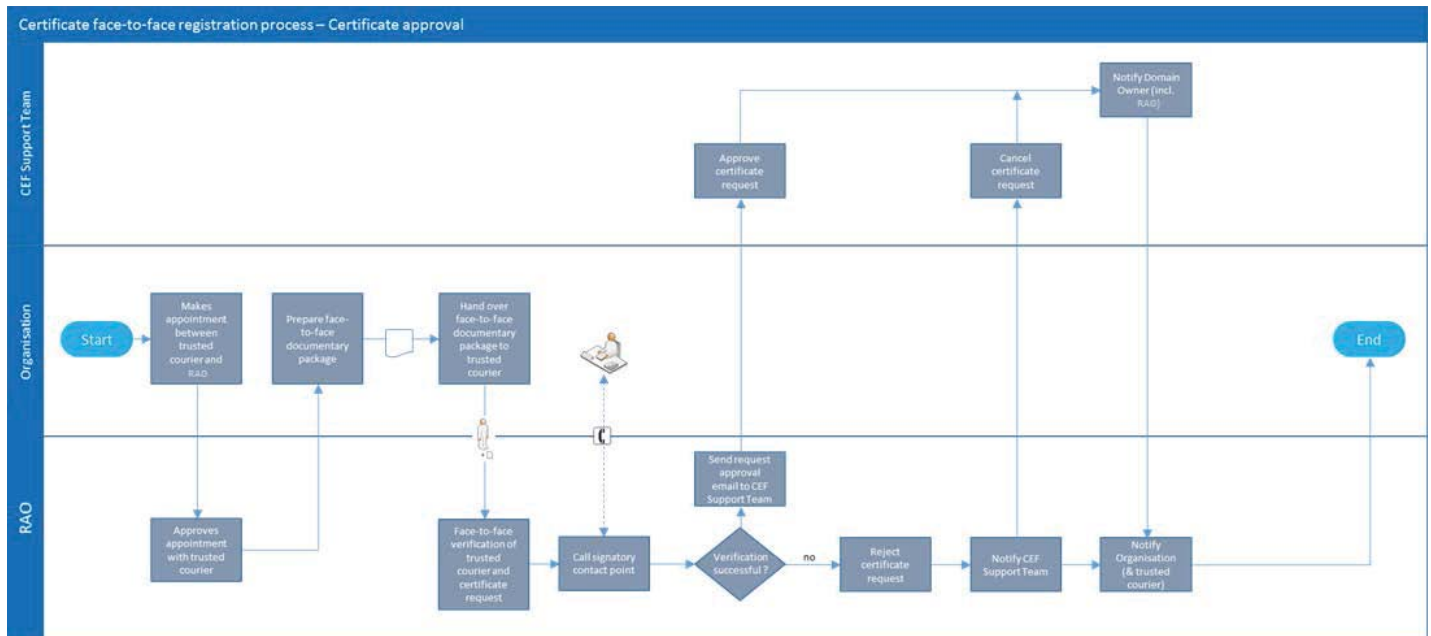 Certificate face-to-face registration process – Certificate approval
CEF Support Team
Notify Domain
Owner (incl.
RAO)
Approve
certificate
request
Cancel
certificate
request
Organisation
Start
Makes
appointment
between
trusted
courier and
RAO
Prepare face-
to-face
documentary
package
Hand over
face-to-face
documentary
package to
trusted
courier
End
RAO
Approves
appointment
with trusted
courier
Face-to-face
verification of
trusted
courier and
certificate
request
Call signatory
contact point
Send request
approval
email to CEF
Support Team
Verification
successful ?
no
Reject
certificate
request
Notify CEF
Support Team
Notify
Organisation
(& trusted
courier)